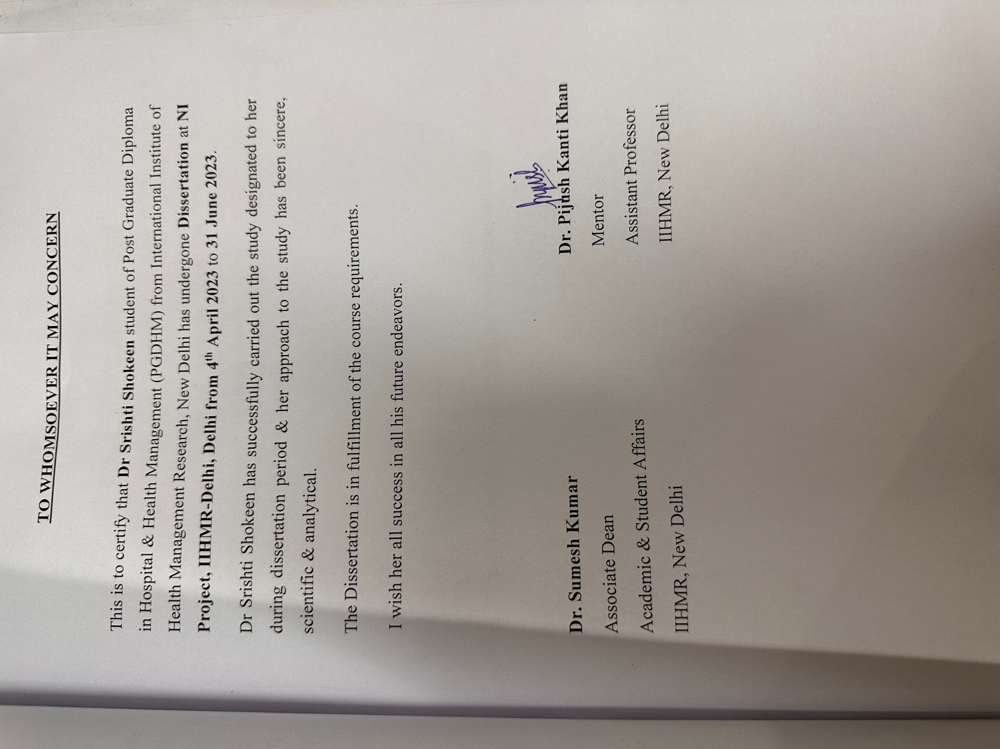 TO WHOMSOEVER IT MAY CONCERN
This is to certify that Dr Srishti Shokeen student of Post Graduate Diploma
in Hospital & Health Management (PGDHM) from International Institute of
Health Management Research, New Delhi has undergone Dissertation at NI
Project, IIHMR-Delhi, Delhi from 4th April 2023 to 31 June 2023.
Dr Srishti Shokeen has successfully carried out the study designated to her
during dissertation period & her approach to the study has been sincere,
scientific & analytical.
The Dissertation is in fulfillment of the course requirements.
I wish her all success in all his future endeavors.
Dr. Sumesh Kumar
Associate Dean
Academic & Student Affairs
IIHMR, New Delhi
Dr. Pijush Kanti Khan
Mentor
Assistant Professor
IIHMR, New Delhi